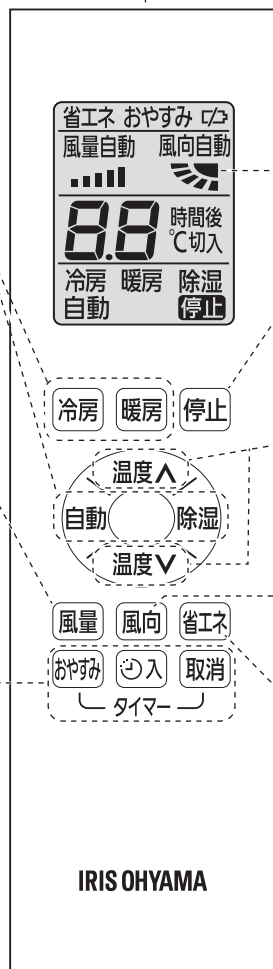 省エネ おやすみ
風量自動 風向自動
8.8 時間後
℃切入
冷房 暖房 除湿
自動 停止
冷房 暖房 停止
温度∧
自動 除湿
温度∨
風量 風向 省エネ
おやすみ 入 取消
タイマー
IRIS OHYAMA